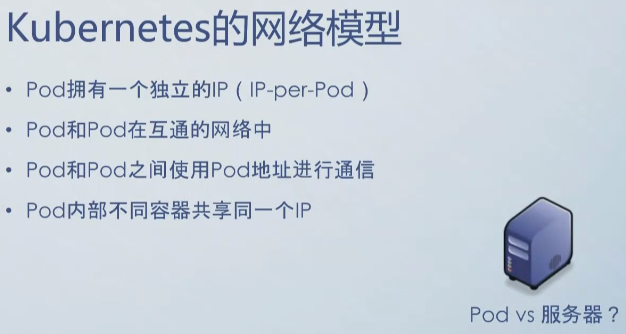 Kubernetes的网络模型
• Pod拥有一个独立的IP（IP-per-Pod）
• Pod和Pod在互通的网络中
• Pod和Pod之间使用Pod地址进行通信
• Pod内部不同容器共享同一个IP
Pod vs 服务器？